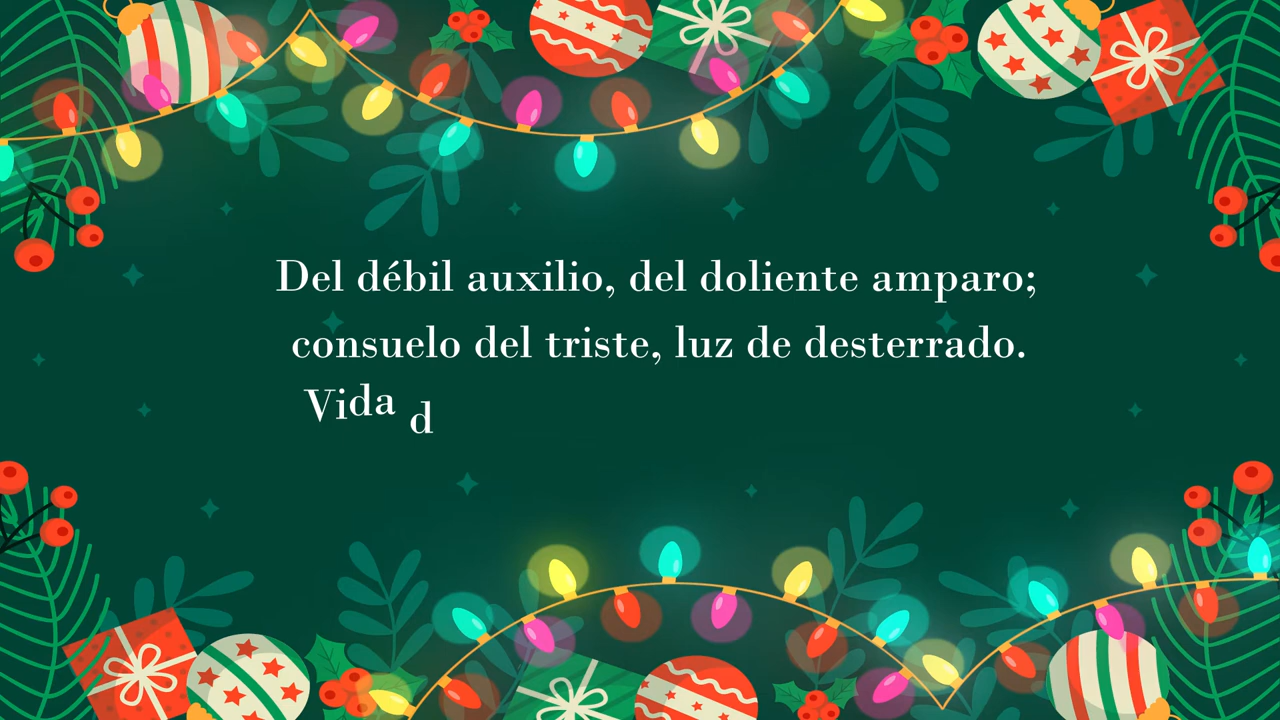 Del débil auxilio, del doliente amparo;
consuelo del triste, luz de desterrado.
Vida d